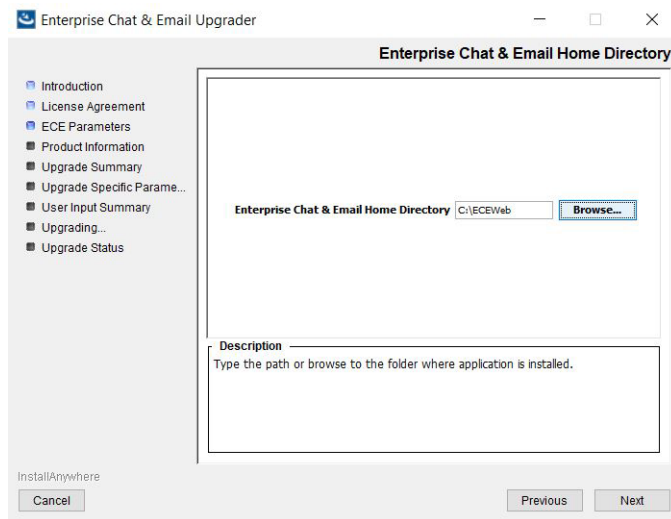 Enterprise Chat & Email Upgrader
Enterprise Chat & Email Home Directory
Introduction
License Agreement
ECE Parameters
Product Information
Upgrade Summary
Upgrade Specific Parame...
User Input Summary
Upgrading...
Upgrade Status
Enterprise Chat & Email Home Directory C:\ECEWeb Browse...
Description
Type the path or browse to the folder where application is installed.
InstallAnywhere
Cancel Previous Next